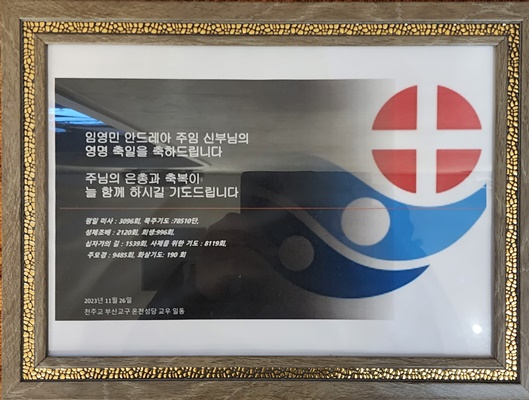 임영민 안드레아 주임 신부님의
영명 축일을 축하드립니다
주님의 은총과 축복이
늘 함께 하시길 기도드립니다
평일 미사 : 3096회, 묵주기도 :78510단,
성체조배 : 2120회, 희생:996회,
십자가의 길 : 1539회, 사제를 위한 기도 : 8119회,
주모경 : 9485회, 화살기도: 190 회
2023년 11월 26일
천주교 부산교구 온천성당 교우 일동